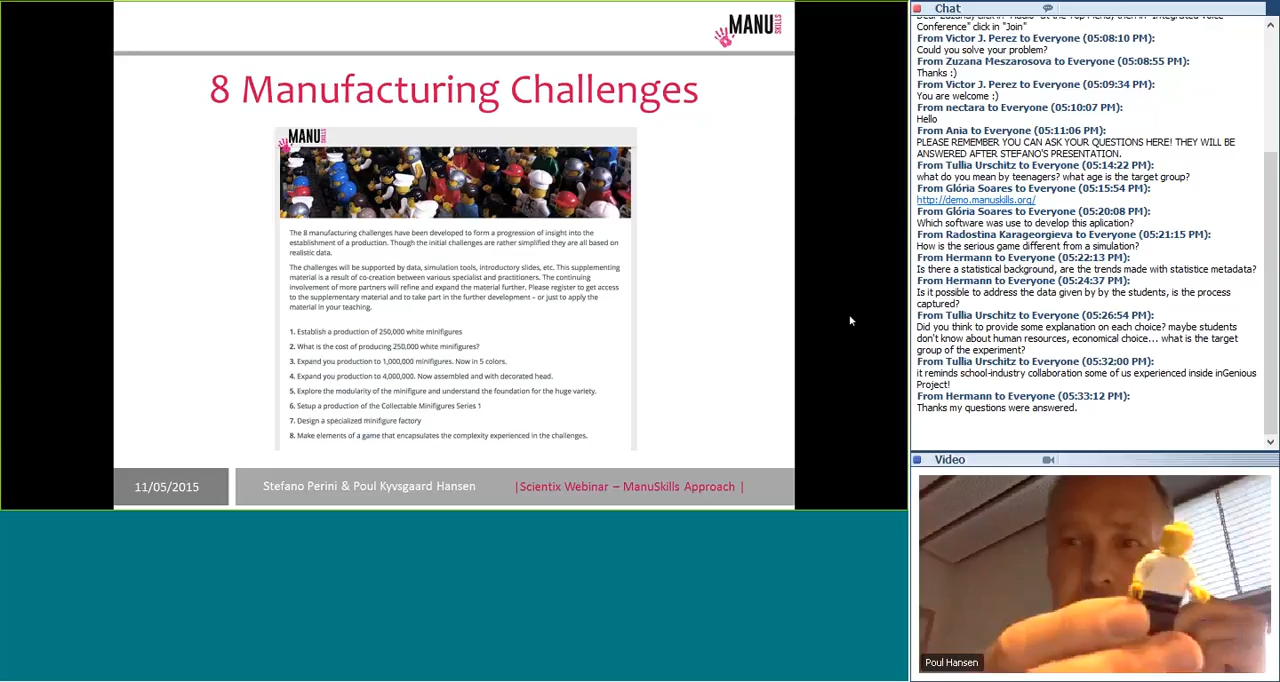 MANU SKILLS
8 Manufacturing Challenges
MANU SKILLS
The 8 manufacturing challenges have been developed to form a progression of insight into the
establishment of a production. Though the initial challenges are rather simplified they are all based on
realistic data.
The challenges will be supported by data, simulation tools, introductory slides, etc. This supplementing
material is a result of co-creation between various specialist and practitioners. The continuing
involvement of more partners will refine and expand the material further. Please register to get access
to the supplementary material and to take part in the further development – or just to apply the
material in your teaching.
1. Establish a production of 250,000 white minifigures
2. What is the cost of producing 250,000 white minifigures?
3. Expand you production to 1,000,000 minifigures. Now in 5 colors.
4. Expand you production to 4,000,000. Now assembled and with decorated head.
5. Explore the modularity of the minifigure and understand the foundation for the huge variety.
6. Setup a production of the Collectable Minifigures Series 1
7. Design a specialized minifigure factory
8. Make elements of a game that encapsulates the complexity experienced in the challenges.
11/05/2015
Stefano Perini & Poul Kyvsgaard Hansen
|Scientix Webinar – ManuSkills Approach |
Chat
Conference" click in "Join"
From Victor J. Perez to Everyone (05:08:10 PM):
Could you solve your problem?
From Zuzana Meszarosova to Everyone (05:08:55 PM):
Thanks :)
From Victor J. Perez to Everyone (05:09:34 PM):
You are welcome :)
From nectara to Everyone (05:10:07 PM):
Hello
From Ania to Everyone (05:11:06 PM):
PLEASE REMEMBER YOU CAN ASK YOUR QUESTIONS HERE! THEY WILL BE
ANSWERED AFTER STEFANO'S PRESENTATION.
From Tullia Urschitz to Everyone (05:14:22 PM):
what do you mean by teenagers? what age is the target group?
From Glória Soares to Everyone (05:15:54 PM):
http://demo.manuskills.org/
From Glória Soares to Everyone (05:20:08 PM):
Which software was use to develop this aplication?
From Radostina Karageorgieva to Everyone (05:21:15 PM):
How is the serious game different from a simulation?
From Hermann to Everyone (05:22:13 PM):
Is there a statistical background, are the trends made with statistice metadata?
From Hermann to Everyone (05:24:37 PM):
Is it possible to address the data given by by the students, is the process
captured?
From Tullia Urschitz to Everyone (05:26:54 PM):
Did you think to provide some explanation on each choice? maybe students
don't know about human resources, economical choice... what is the target
group of the experiment?
From Tullia Urschitz to Everyone (05:32:00 PM):
it reminds school-industry collaboration some of us experienced inside inGenious
Project!
From Hermann to Everyone (05:33:12 PM):
Thanks my questions were answered.
Video
Poul Hansen